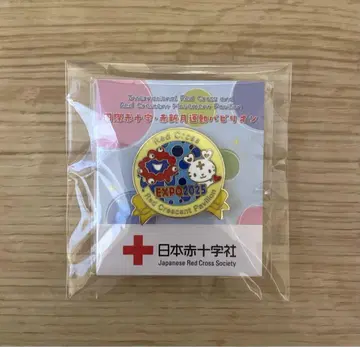 International Red Cross and
Red Crescent Movement Pavilion
国際赤十字・赤新月運動パビリオン
Red Cross
EXPO2025
Red Crescent Pavilion
日本赤十字社
Japanese Red Cross Society